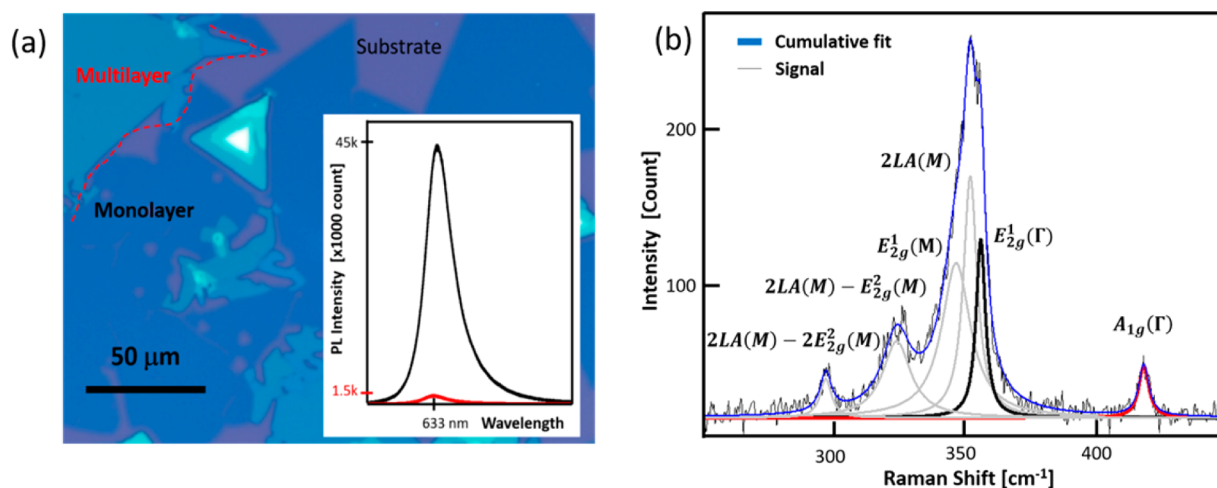 (a)
Substrate
Multilayer
Monolayer
50 μm
PL Intensity [x1000 count]
45k
1.5k
633 nm
Wavelength
(b)
Cumulative fit
Signal
Intensity [Count]
200
100
2LA(M)
E¹₂g(M)
E¹₂g(Γ)
2LA(M) − E²₂g(M)
2LA(M) − 2E²₂g(M)
A₁g(Γ)
300
350
400
Raman Shift [cm⁻¹]